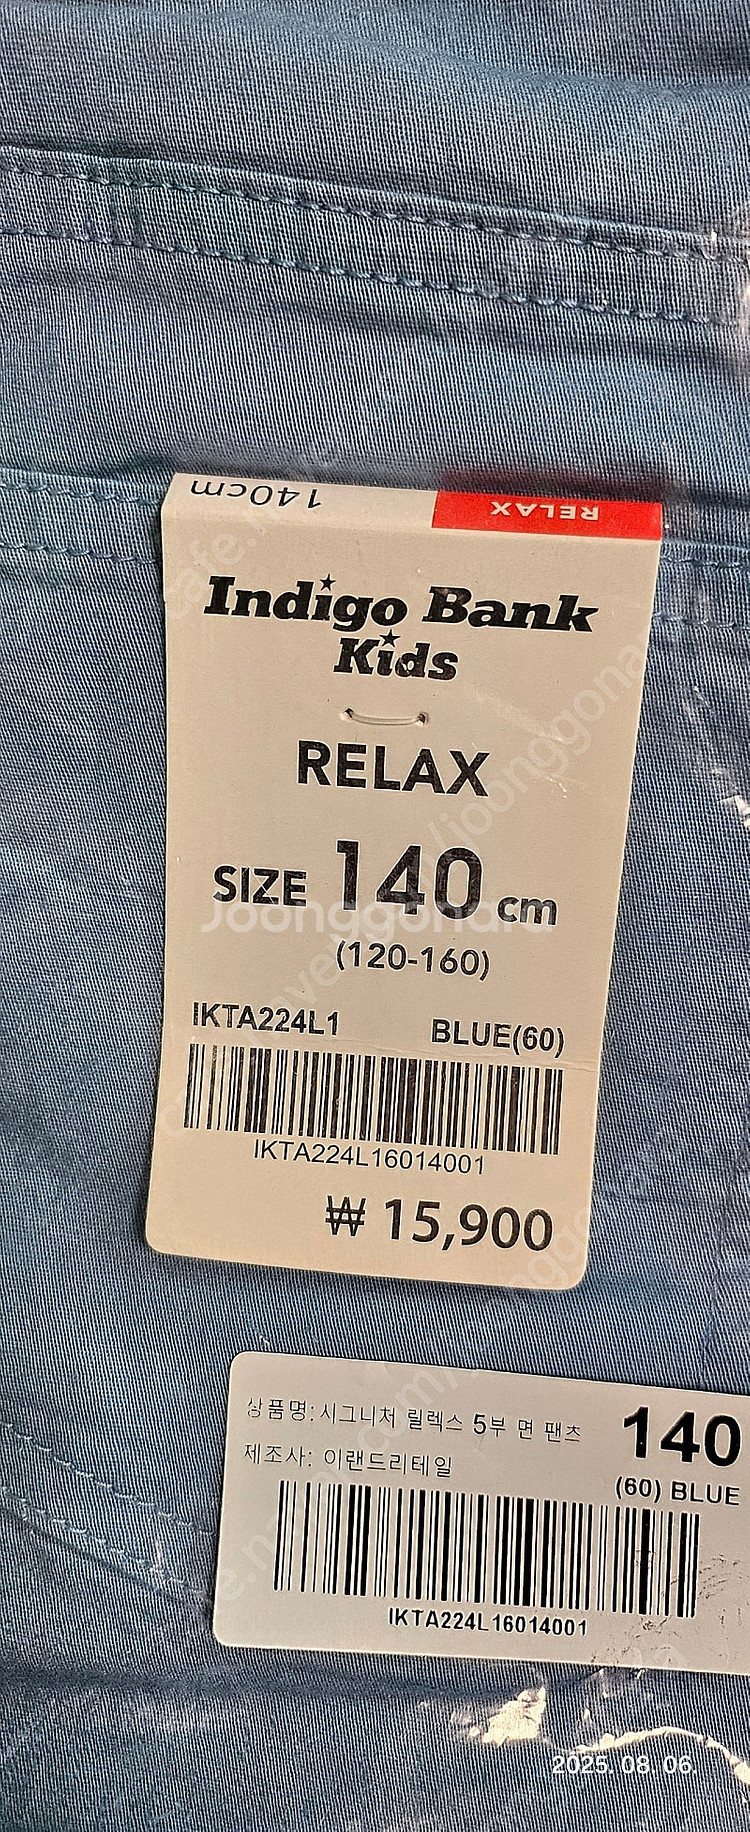 140cm
RELAX
Indigo Bank
Kids
RELAX
SIZE 140 cm
Joonggonara
(120-160)
IKTA224L1 BLUE(60)
IKTA224L16014001
₩ 15,900
상품명: 시그니처 릴렉스 5부 면 팬츠
제조사: 이랜드리테일
140
(60) BLUE
IKTA224L16014001
2025. 08. 06.